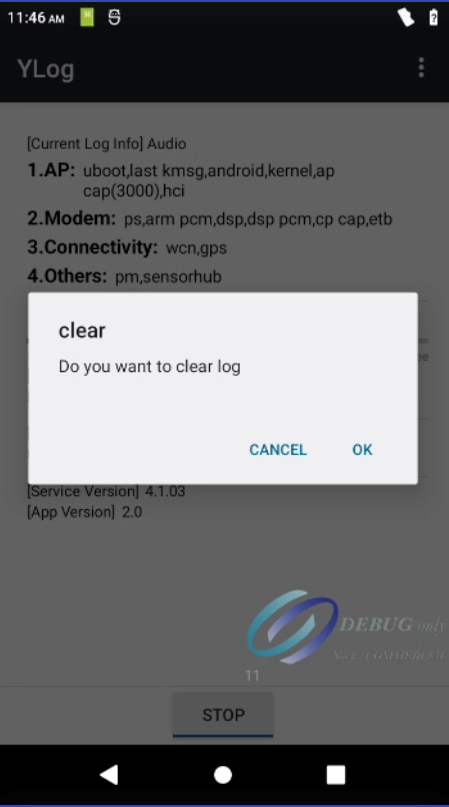 11:46 AM
YLog
[Current Log Info] Audio
1.AP: uboot,last kmsg,android,kernel,ap
cap(3000),hci
2.Modem: ps,arm pcm,dsp,dsp pcm,cp cap,etb
3.Connectivity: wcn,gps
4.Others: pm,sensorhub
clear
Do you want to clear log
CANCEL OK
[Service Version] 4.1.03
[App Version] 2.0
DEBUG only
COMMERCIAL
11
STOP